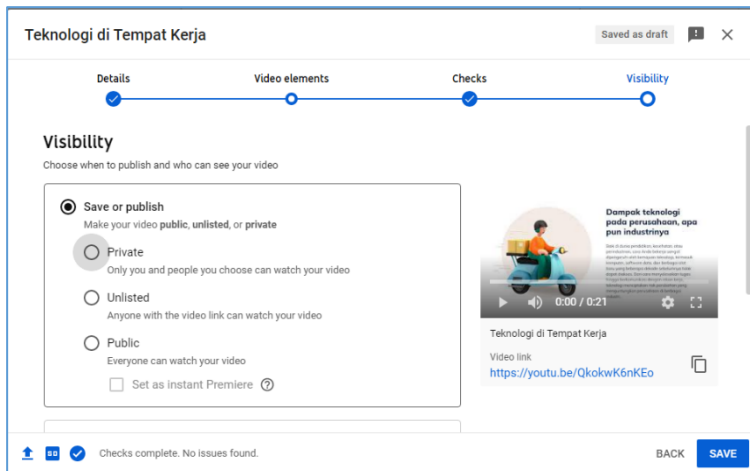 Teknologi di Tempat Kerja
Saved as draft
Details
Video elements
Checks
Visibility
Visibility
Choose when to publish and who can see your video
Save or publish
Make your video public, unlisted, or private
Private
Only you and people you choose can watch your video
Unlisted
Anyone with the video link can watch your video
Public
Everyone can watch your video
Set as instant Premiere
Dampak teknologi
pada perusahaan, apa
pun industrinya
0:00 / 0:21
Teknologi di Tempat Kerja
Video link
https://youtu.be/QkokwK6nKEo
SD
Checks complete. No issues found.
BACK
SAVE